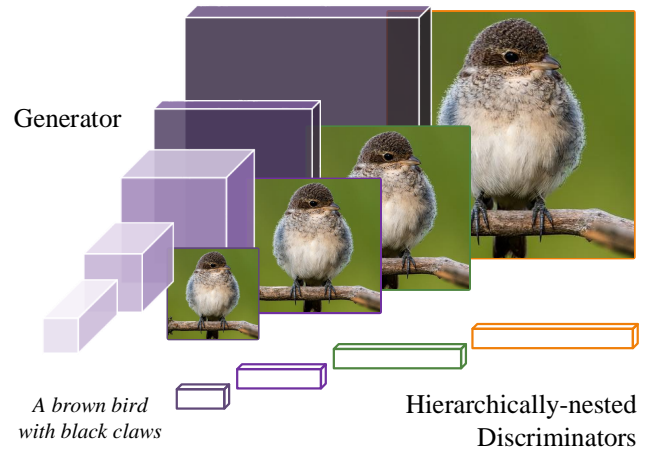 Generator
A brown bird
with black claws
Hierarchically-nested
Discriminators